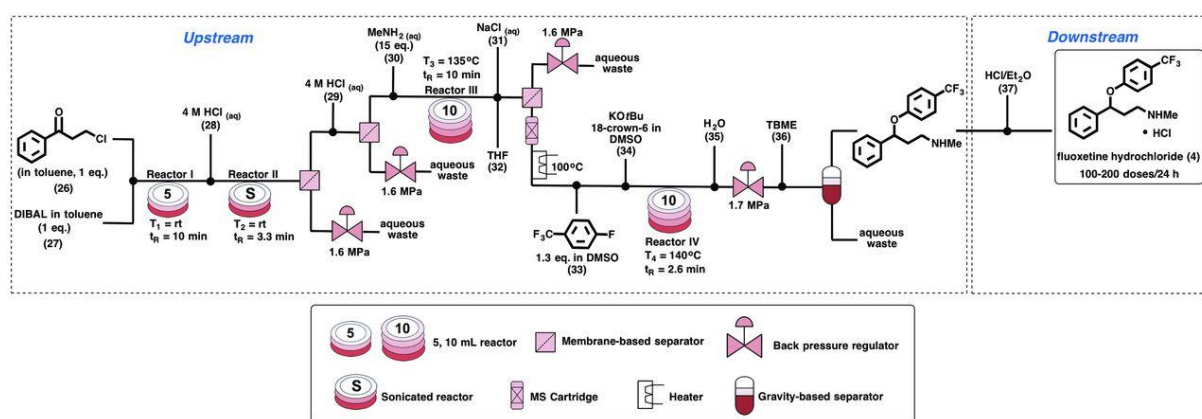 Upstream
Downstream
O
Cl
(in toluene, 1 eq.)
(26)
DIBAL in toluene
(1 eq.)
(27)
Reactor I
5
T1 = rt
tR = 10 min
4 M HCl (aq)
(28)
Reactor II
S
T2 = rt
tR = 3.3 min
1.6 MPa
aqueous
waste
4 M HCl (aq)
(29)
1.6 MPa
aqueous
waste
MeNH2 (aq)
(15 eq.)
(30)
T3 = 135°C
tR = 10 min
Reactor III
10
NaCl (aq)
(31)
THF
(32)
1.6 MPa
aqueous
waste
100°C
F3C
F
1.3 eq. in DMSO
(33)
KOtBu
18-crown-6 in
DMSO
(34)
10
Reactor IV
T4 = 140°C
tR = 2.6 min
H2O
(35)
1.7 MPa
TBME
(36)
aqueous
waste
CF3
O
NHMe
HCl/Et2O
(37)
CF3
O
NHMe
• HCl
fluoxetine hydrochloride (4)
100-200 doses/24 h
5
10
5, 10 mL reactor
Membrane-based separator
Back pressure regulator
S
Sonicated reactor
MS Cartridge
Heater
Gravity-based separator